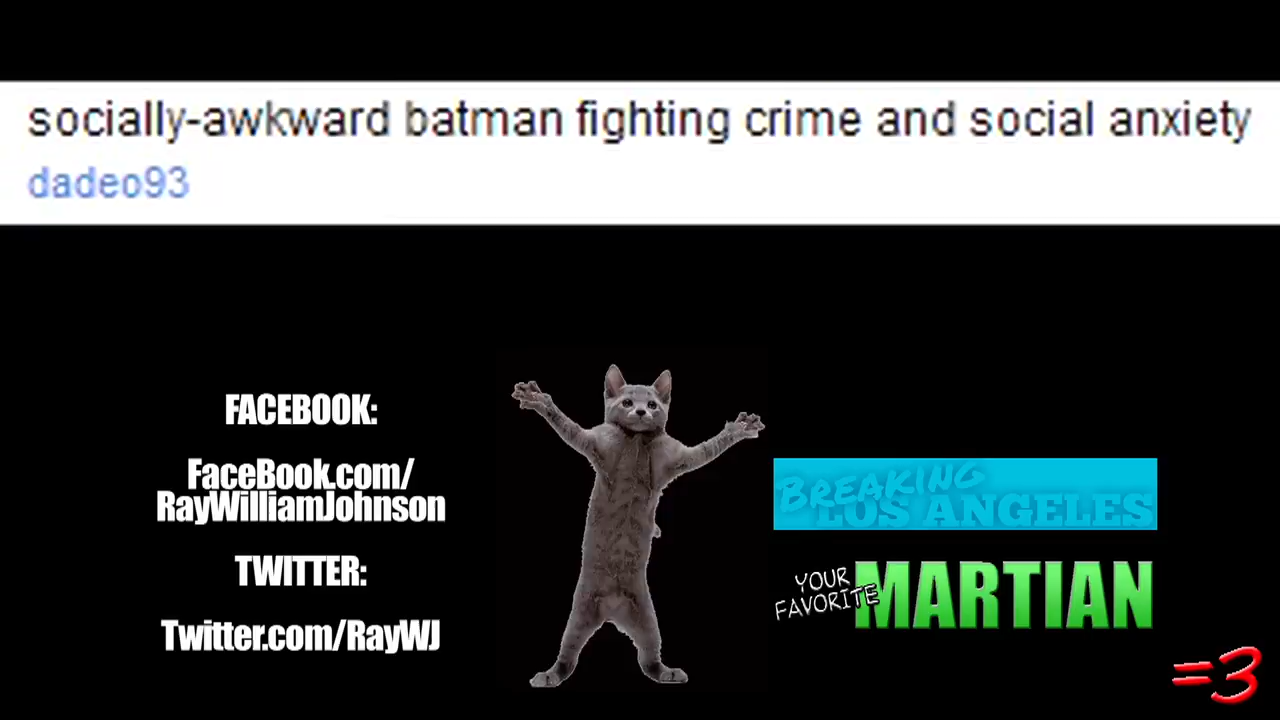 socially-awkward batman fighting crime and social anxiety
dadeo93
FACEBOOK:
FaceBook.com/
RayWilliamJohnson
TWITTER:
Twitter.com/RayWJ
BREAKING
LOS ANGELES
YOUR
FAVORITE
MARTIAN
=3